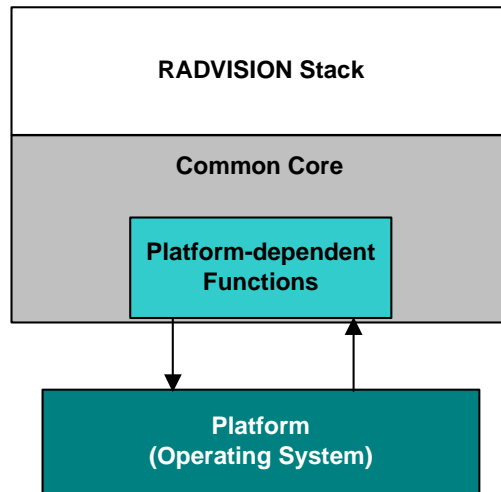 RADVISION Stack
Common Core
Platform-dependent
Functions
Platform
(Operating System)